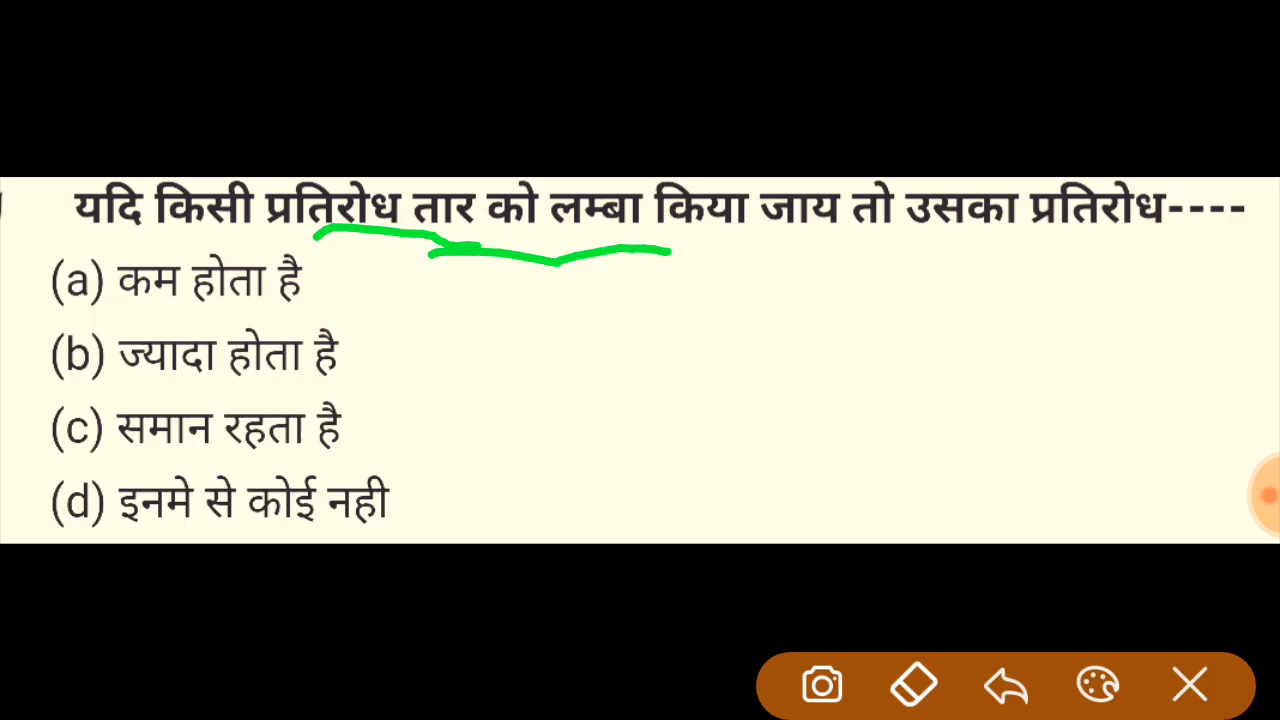 यदि किसी प्रतिरोध तार को लम्बा किया जाय तो उसका प्रतिरोध----
(a) कम होता है
(b) ज्यादा होता है
(c) समान रहता है
(d) इनमे से कोई नही